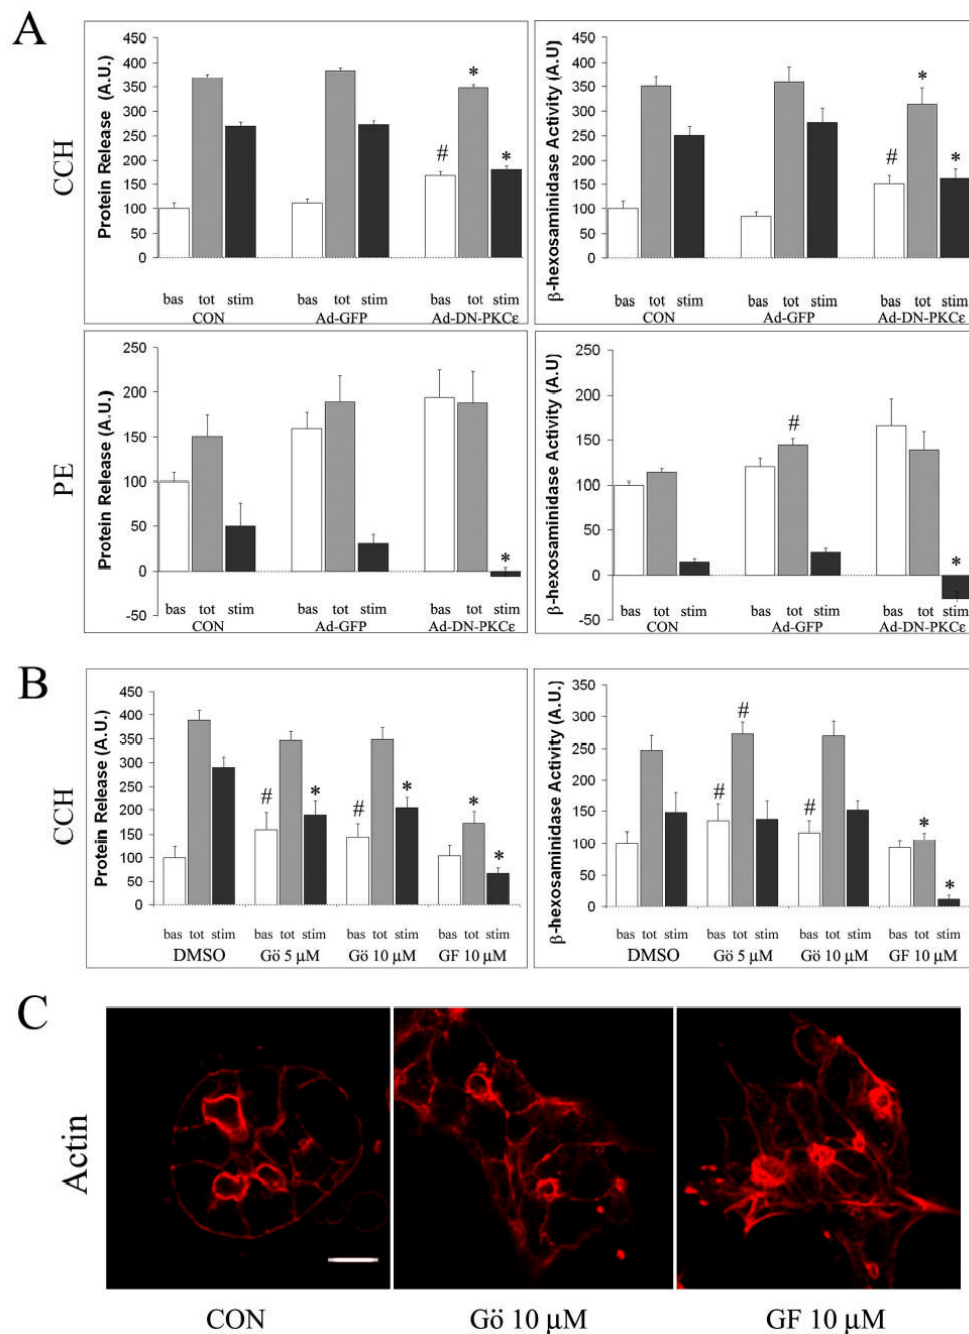 A
CCH
Protein Release (A.U.)
450
400
350
300
250
200
150
100
50
0
#
*
*
bas tot stim bas tot stim bas tot stim
CON Ad-GFP Ad-DN-PKCε
β-hexosaminidase Activity (A.U)
450
400
350
300
250
200
150
100
50
0
#
*
*
bas tot stim bas tot stim bas tot stim
CON Ad-GFP Ad-DN-PKCε
PE
Protein Release (A.U.)
250
200
150
100
50
0
-50
*
bas tot stim bas tot stim bas tot stim
CON Ad-GFP Ad-DN-PKCε
β-hexosaminidase Activity (A.U)
250
200
150
100
50
0
-50
#
*
bas tot stim bas tot stim bas tot stim
CON Ad-GFP Ad-DN-PKCε
B
CCH
Protein Release (A.U.)
450
400
350
300
250
200
150
100
50
0
# * # * * *
bas tot stim bas tot stim bas tot stim bas tot stim
DMSO Gö 5 μM Gö 10 μM GF 10 μM
β-hexosaminidase Activity (A.U.)
350
300
250
200
150
100
50
0
# # # * *
bas tot stim bas tot stim bas tot stim bas tot stim
DMSO Gö 5 μM Gö 10 μM GF 10 μM
C
Actin
CON Gö 10 μM GF 10 μM